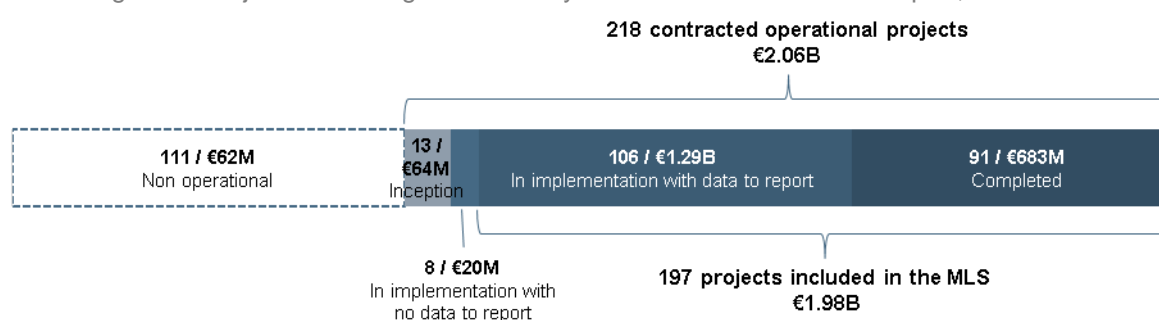 218 contracted operational projects
€2.06B
111 / €62M
Non operational
13 /
€64M
Inception
106 / €1.29B
In implementation with data to report
91 / €683M
Completed
8 / €20M
In implementation with
no data to report
197 projects included in the MLS
€1.98B